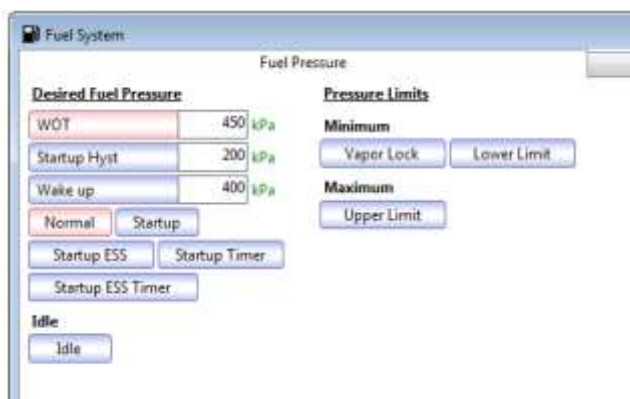 Fuel System
Fuel Pressure
Desired Fuel Pressure
WOT 450 kPa
Startup Hyst 200 kPa
Wake up 400 kPa
Normal Startup
Startup ESS Startup Timer
Startup ESS Timer
Idle
Idle
Pressure Limits
Minimum
Vapor Lock Lower Limit
Maximum
Upper Limit